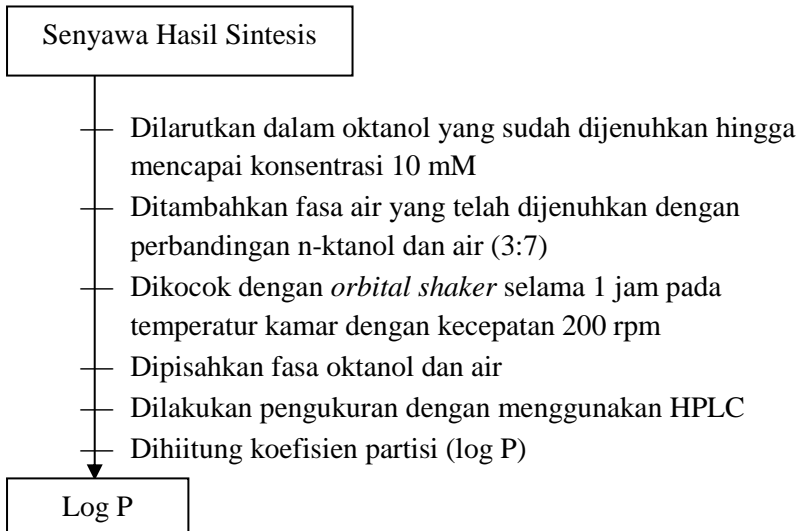 Senyawa Hasil Sintesis
Dilarutkan dalam oktanol yang sudah dijenuhkan hingga
mencapai konsentrasi 10 mM
Ditambahkan fasa air yang telah dijenuhkan dengan
perbandingan n-ktanol dan air (3:7)
Dikocok dengan orbital shaker selama 1 jam pada
temperatur kamar dengan kecepatan 200 rpm
Dipisahkan fasa oktanol dan air
Dilakukan pengukuran dengan menggunakan HPLC
Dihiitung koefisien partisi (log P)
Log P